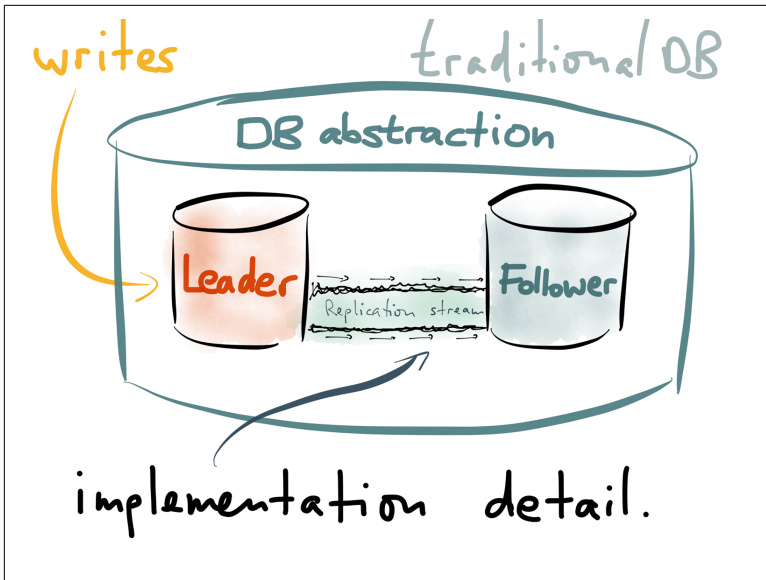 writes
traditional DB
DB abstraction
Leader
Replication stream
Follower
implementation detail.